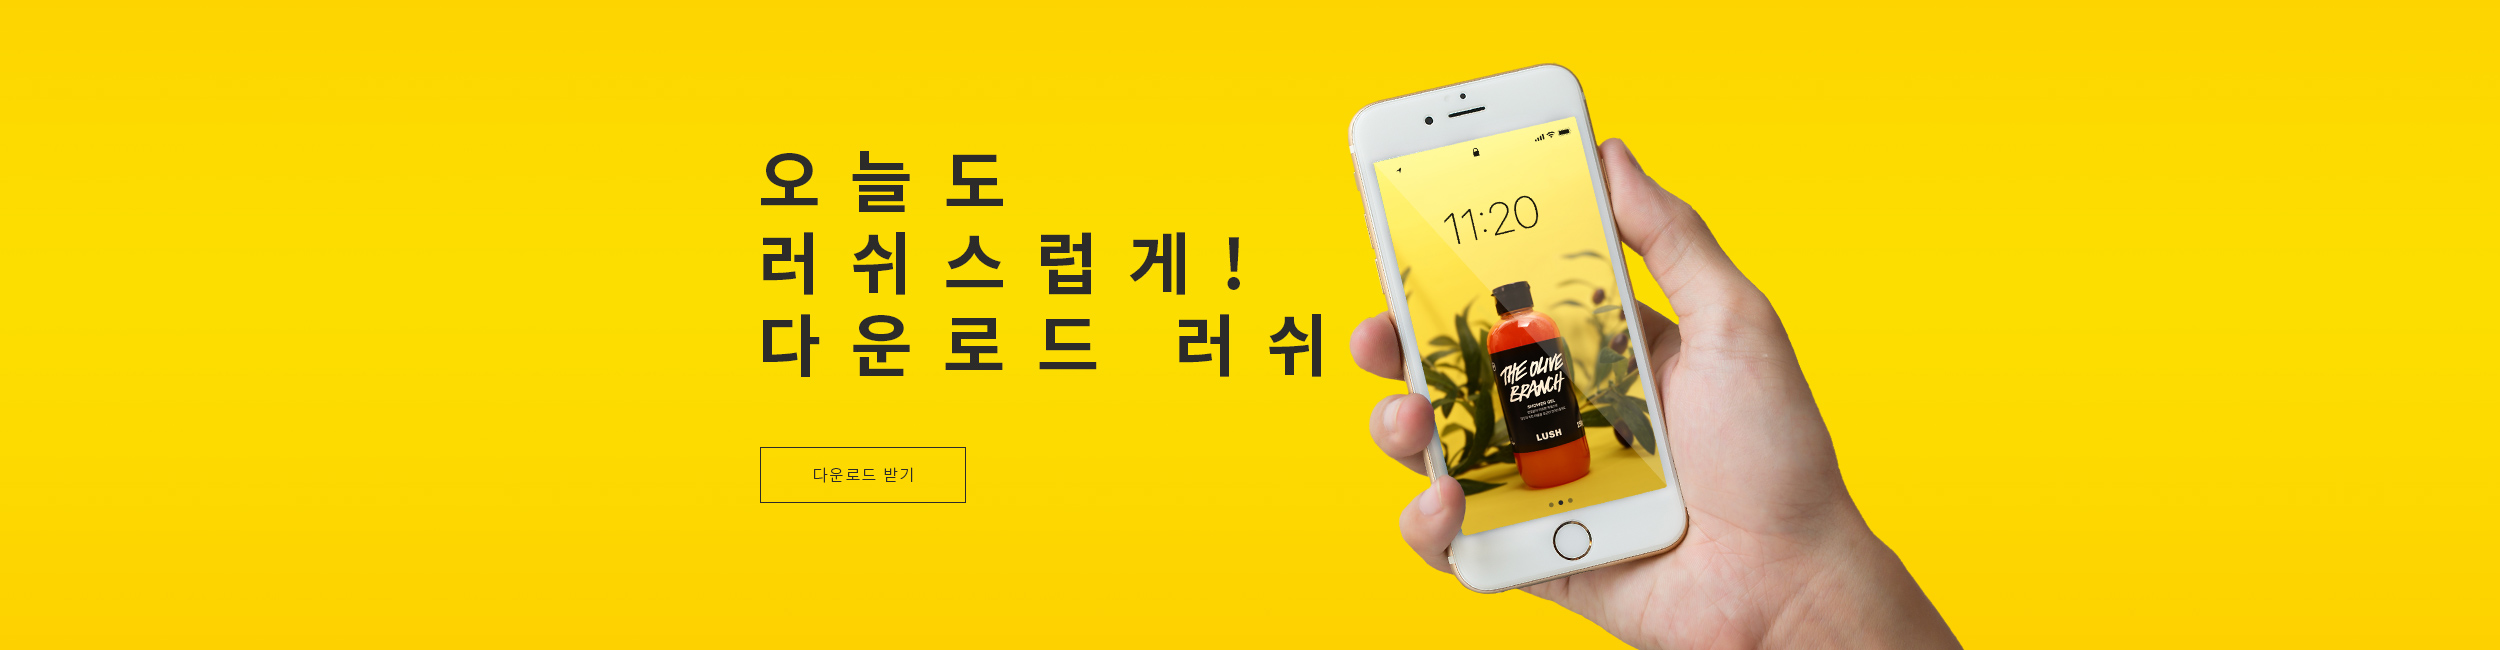 오늘도
러쉬스럽게!
다운로드 러쉬
다운로드 받기
11:20
THE OLIVE
BRANCH
SHOWER GEL
LUSH